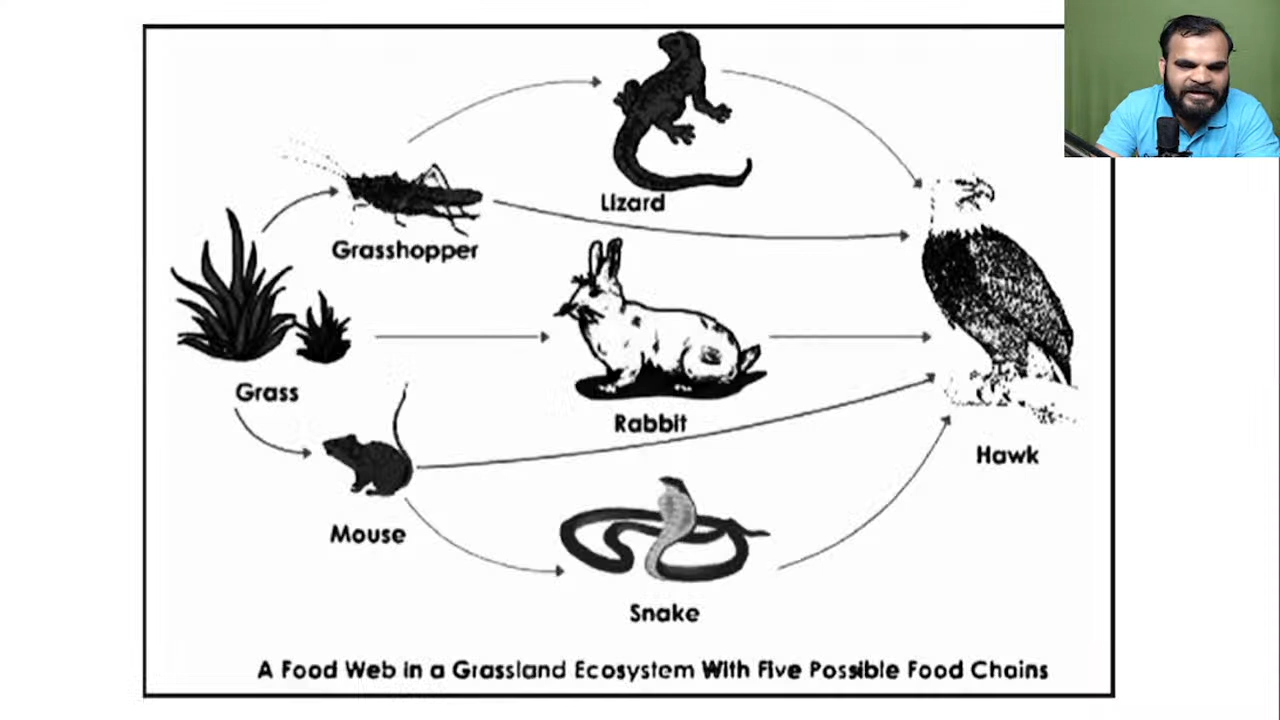 Lizard
Grasshopper
Grass
Rabbit
Hawk
Mouse
Snake
A Food Web in a Grassland Ecosystem With Five Possible Food Chains